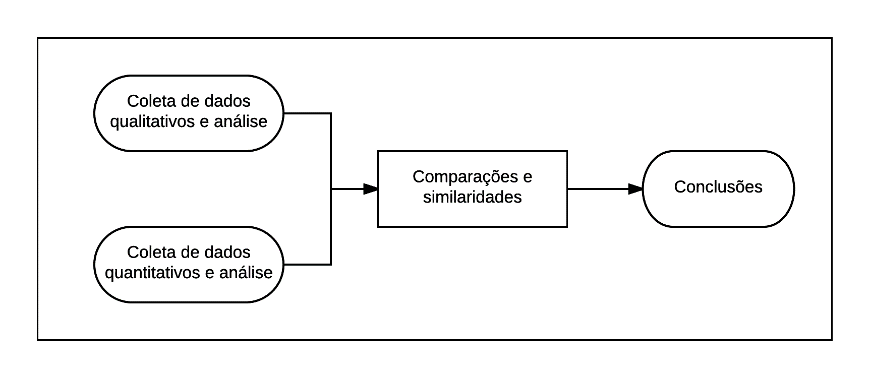 Coleta de dados
qualitativos e análise
Comparações e
similaridades
Conclusões
Coleta de dados
quantitativos e análise